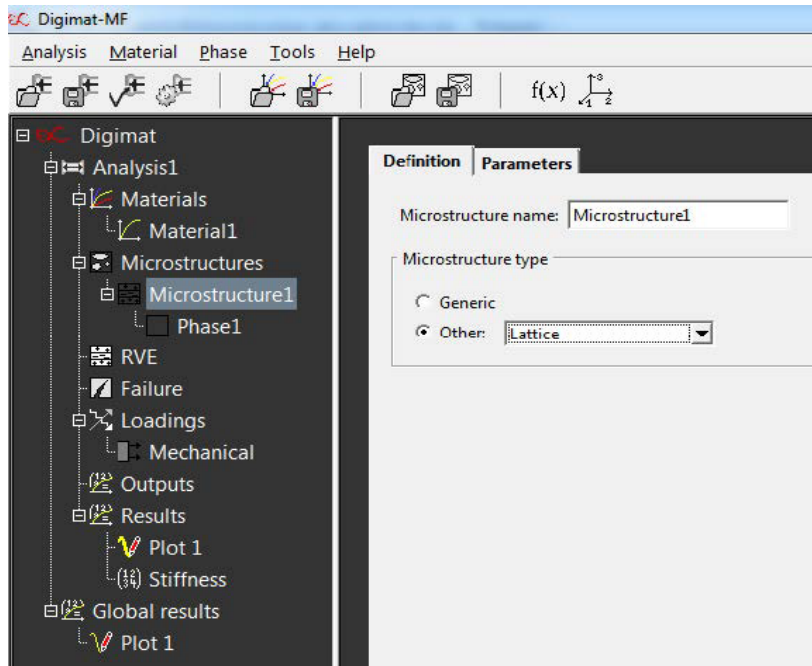 Digimat-MF
Analysis Material Phase Tools Help
f(x)
Digimat
Analysis1
Materials
Material1
Microstructures
Microstructure1
Phase1
RVE
Failure
Loadings
Mechanical
Outputs
Results
Plot 1
Stiffness
Global results
Plot 1
Definition Parameters
Microstructure name: Microstructure1
Microstructure type
Generic
Other: Lattice